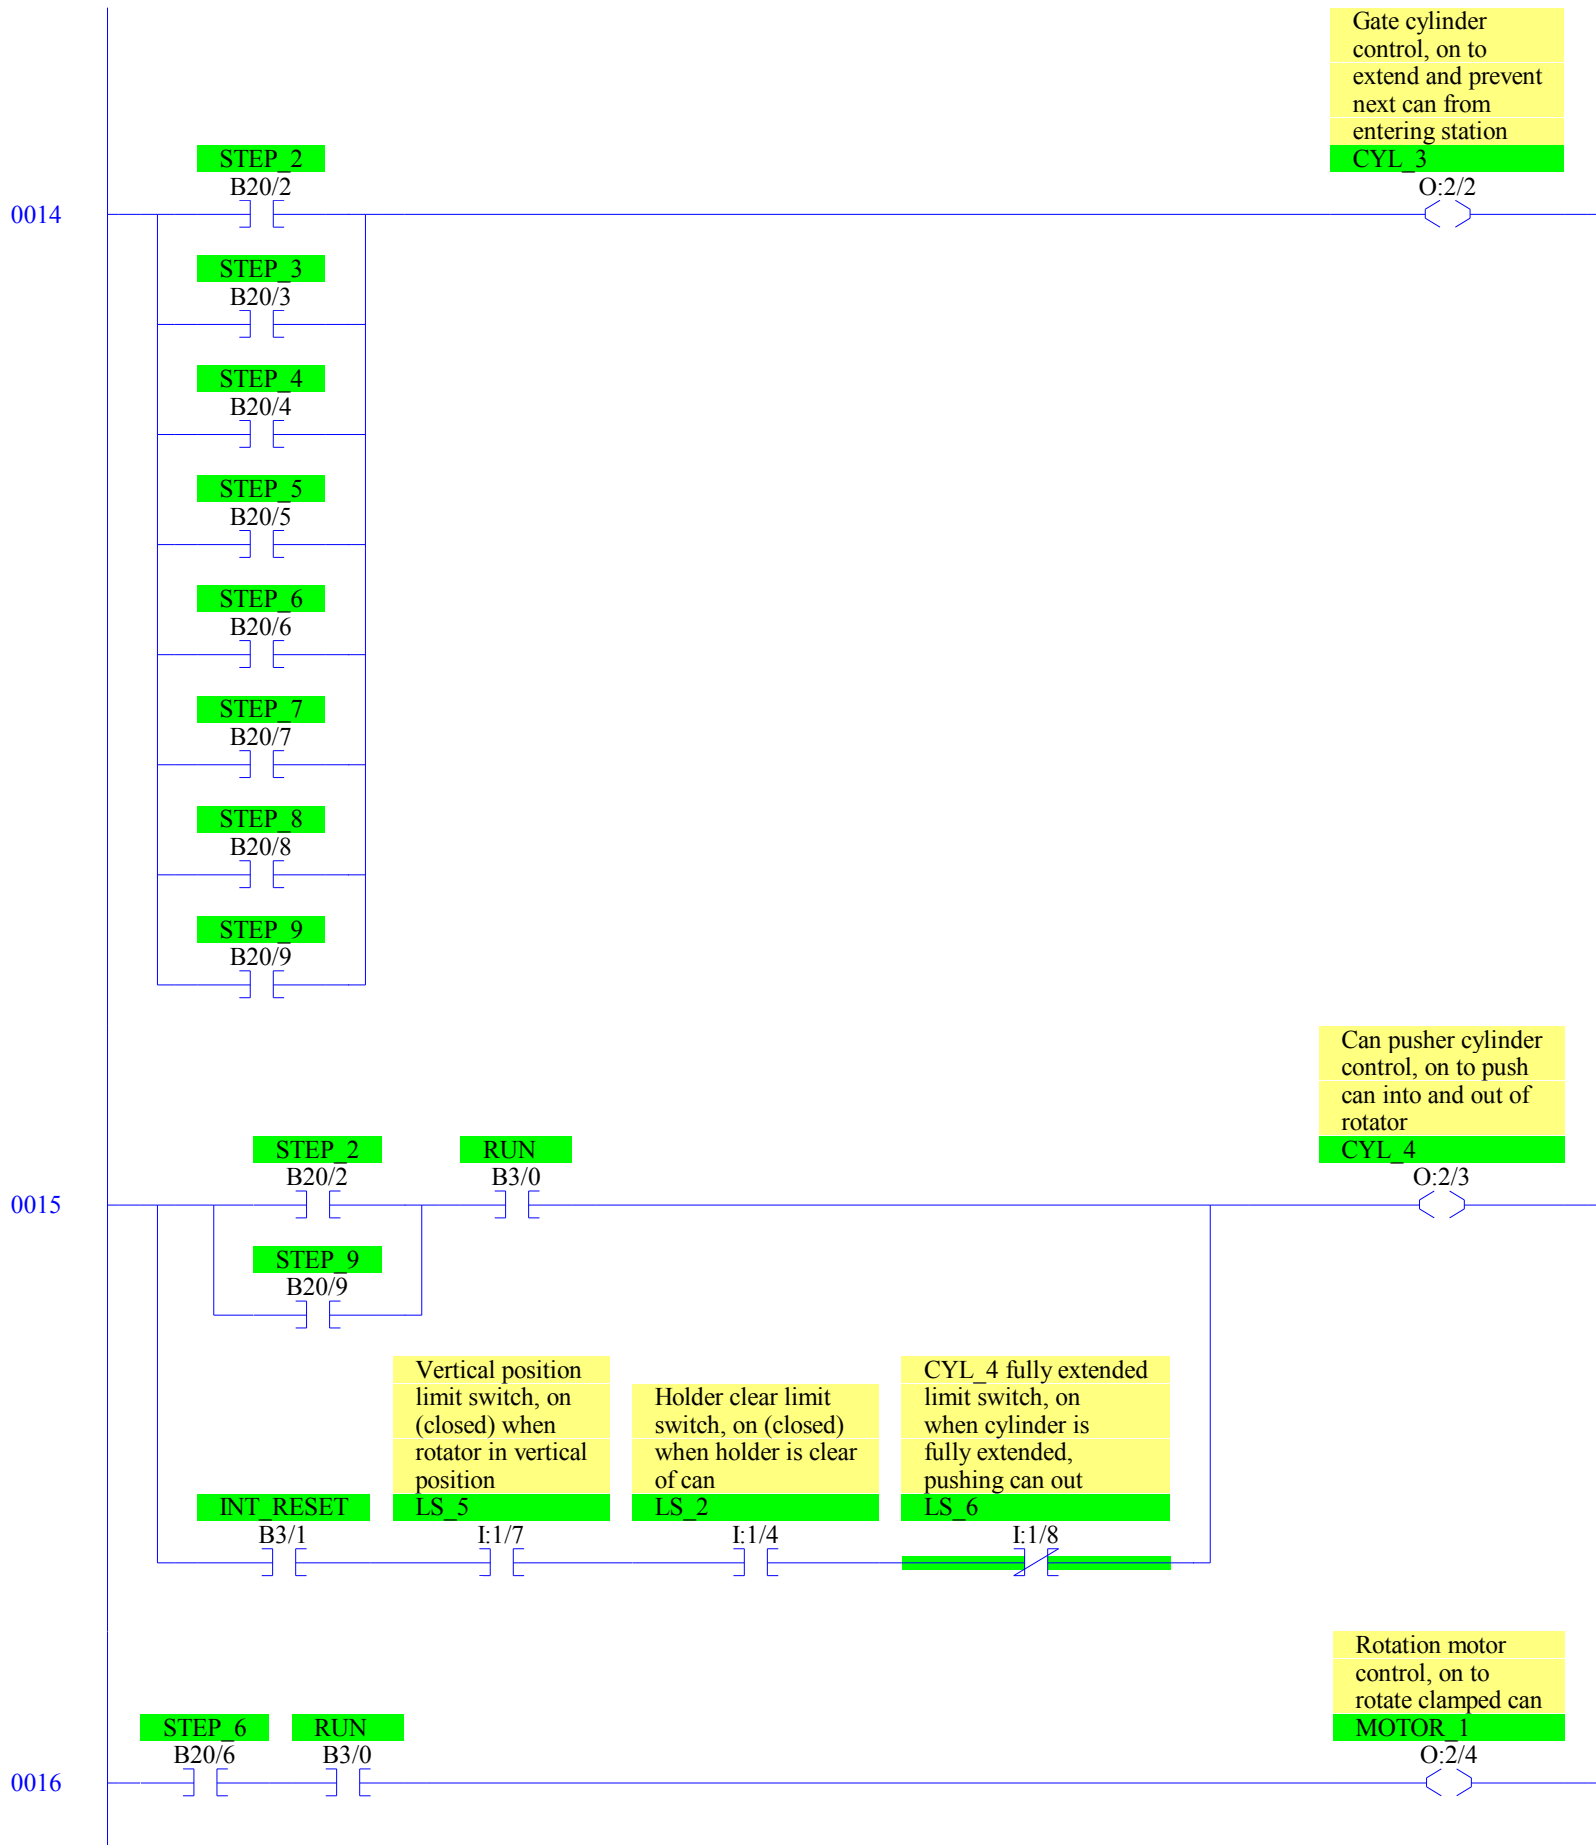 Gate cylinder
control, on to
extend and prevent
next can from
entering station
CYL_3
O:2/2
0014
STEP_2
B20/2
STEP_3
B20/3
STEP_4
B20/4
STEP_5
B20/5
STEP_6
B20/6
STEP_7
B20/7
STEP_8
B20/8
STEP_9
B20/9
Can pusher cylinder
control, on to push
can into and out of
rotator
CYL_4
O:2/3
0015
STEP_2
B20/2
RUN
B3/0
STEP_9
B20/9
INT_RESET
B3/1
Vertical position
limit switch, on
(closed) when
rotator in vertical
position
LS_5
I:1/7
Holder clear limit
switch, on (closed)
when holder is clear
of can
LS_2
I:1/4
CYL_4 fully extended
limit switch, on
when cylinder is
fully extended,
pushing can out
LS_6
I:1/8
Rotation motor
control, on to
rotate clamped can
MOTOR_1
O:2/4
0016
STEP_6
B20/6
RUN
B3/0